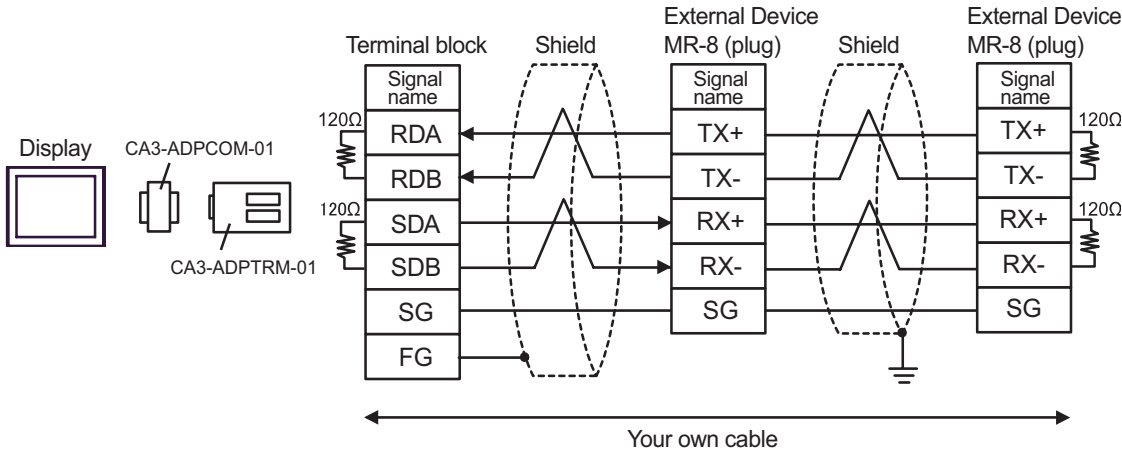 Display
CA3-ADPCOM-01
CA3-ADPTRM-01
Terminal block
Signal
name
RDA
RDB
SDA
SDB
SG
FG
120Ω
120Ω
Shield
External Device
MR-8 (plug)
Signal
name
TX+
TX-
RX+
RX-
SG
Shield
External Device
MR-8 (plug)
Signal
name
TX+
TX-
RX+
RX-
SG
120Ω
120Ω
Your own cable